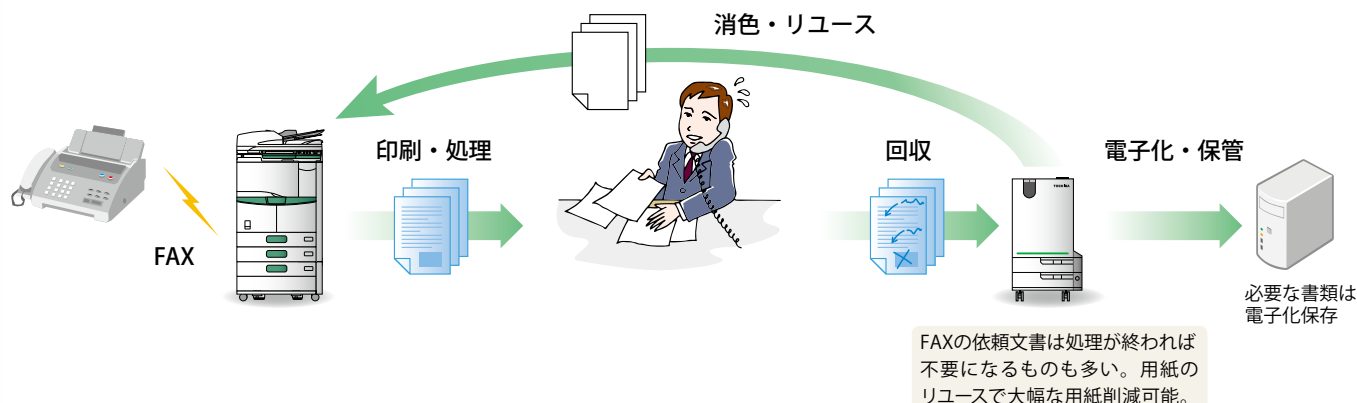 消色・リユース
印刷・処理
回収
電子化・保管
FAX
TOSHIBA
必要な書類は
電子化保存
FAXの依頼文書は処理が終われば
不要になるものも多い。用紙の
リユースで大幅な用紙削減可能。